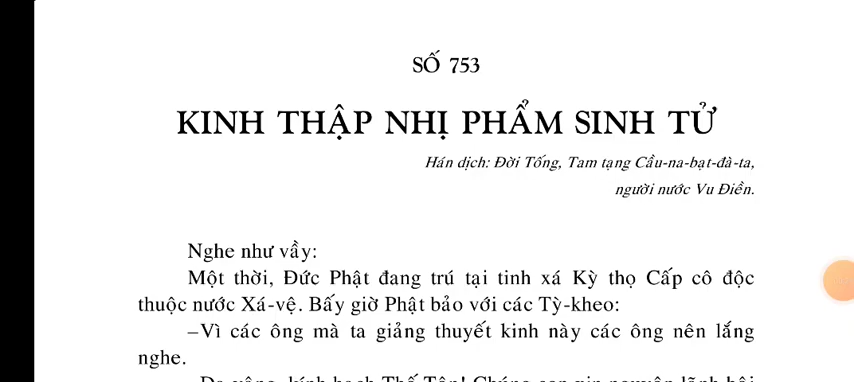 SỐ 753
KINH THẬP NHỊ PHẨM SINH TỬ
Hán dịch: Đời Tống, Tam tạng Cầu-na-bạt-đà-ta,
người nước Vu Điền.
Nghe như vầy:
Một thời, Đức Phật đang trú tại tinh xá Kỳ thọ Cấp cô độc
thuộc nước Xá-vệ. Bấy giờ Phật bảo với các Tỳ-kheo:
–Vì các ông mà ta giảng thuyết kinh này các ông nên lắng
nghe.